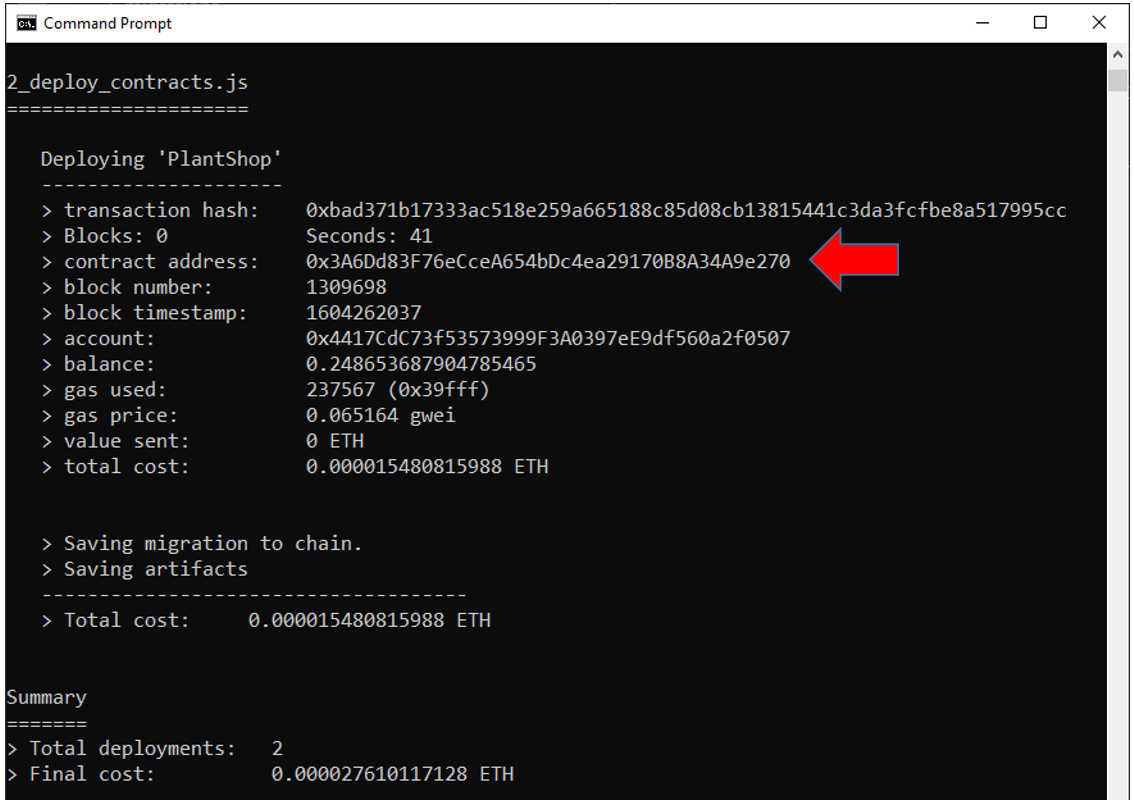 Command Prompt
2_deploy_contracts.js
=====================
Deploying 'PlantShop'
---------------------
> transaction hash: 0xbad371b17333ac518e259a665188c85d08cb13815441c3da3fcfbe8a517995cc
> Blocks: 0 Seconds: 41
> contract address: 0x3A6Dd83F76eCceA654bDc4ea29170B8A34A9e270
> block number: 1309698
> block timestamp: 1604262037
> account: 0x4417CdC73f53573999F3A0397eE9df560a2f0507
> balance: 0.248653687904785465
> gas used: 237567 (0x39fff)
> gas price: 0.065164 gwei
> value sent: 0 ETH
> total cost: 0.000015480815988 ETH
> Saving migration to chain.
> Saving artifacts
-------------------------------------
> Total cost: 0.000015480815988 ETH
Summary
=======
> Total deployments: 2
> Final cost: 0.000027610117128 ETH